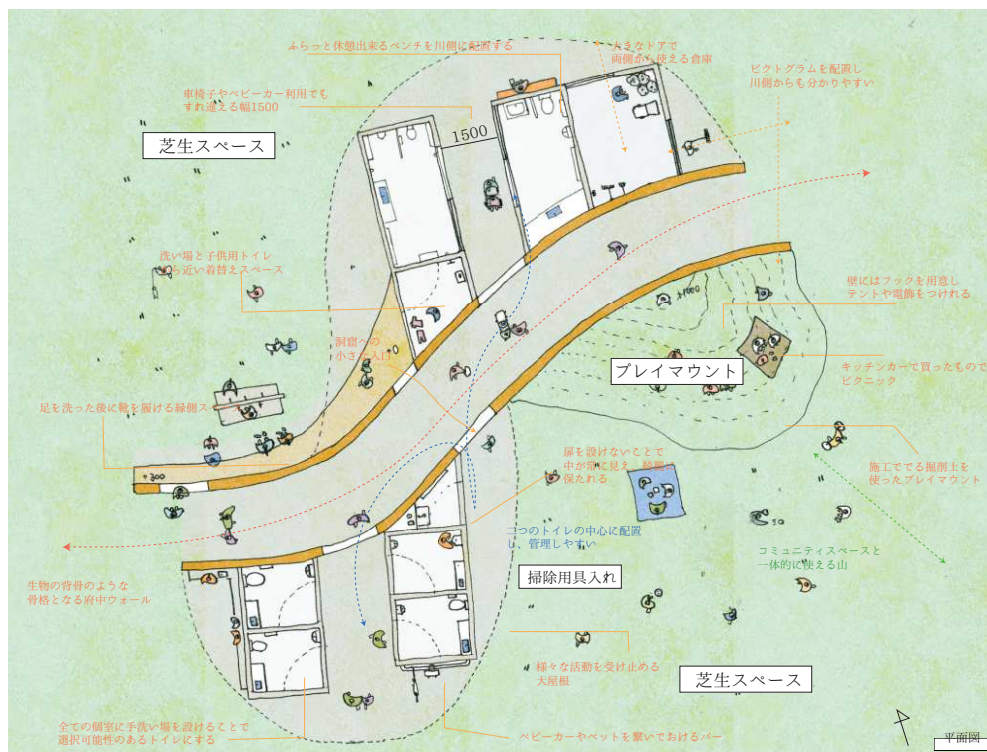 ふらっと休憩出来るベンチを川側に配置する
大きなドアで
両側から使える倉庫
ピクトグラムを配置し
川側からも分かりやすい
車椅子やベビーカー利用でも
すれ違える幅1500
1500
芝生スペース
洗い場と子供用トイレ
から近い着替えスペース
壁にはフックを用意し
テントや電飾をつけれる
+1000
洞窟への
小さな入口
プレイマウント
キッチンカーで買ったもので
ピクニック
足を洗った後に靴を履ける縁側
+300
扉を設けないことで
中が常に見え、
保たれる
施工ででる掘削土を
使ったプレイマウント
三つのトイレの中心に配置
し、管理しやすい
コミュニティスペースと
一体的に使える山
掃除用具入れ
生物の背骨のような
骨格となる府中ウォール
様々な活動を受け止める
大屋根
芝生スペース
全ての個室に手洗い場を設けることで
選択可能性のあるトイレにする
ベビーカーやペットを繋いでおけるバー
平面図